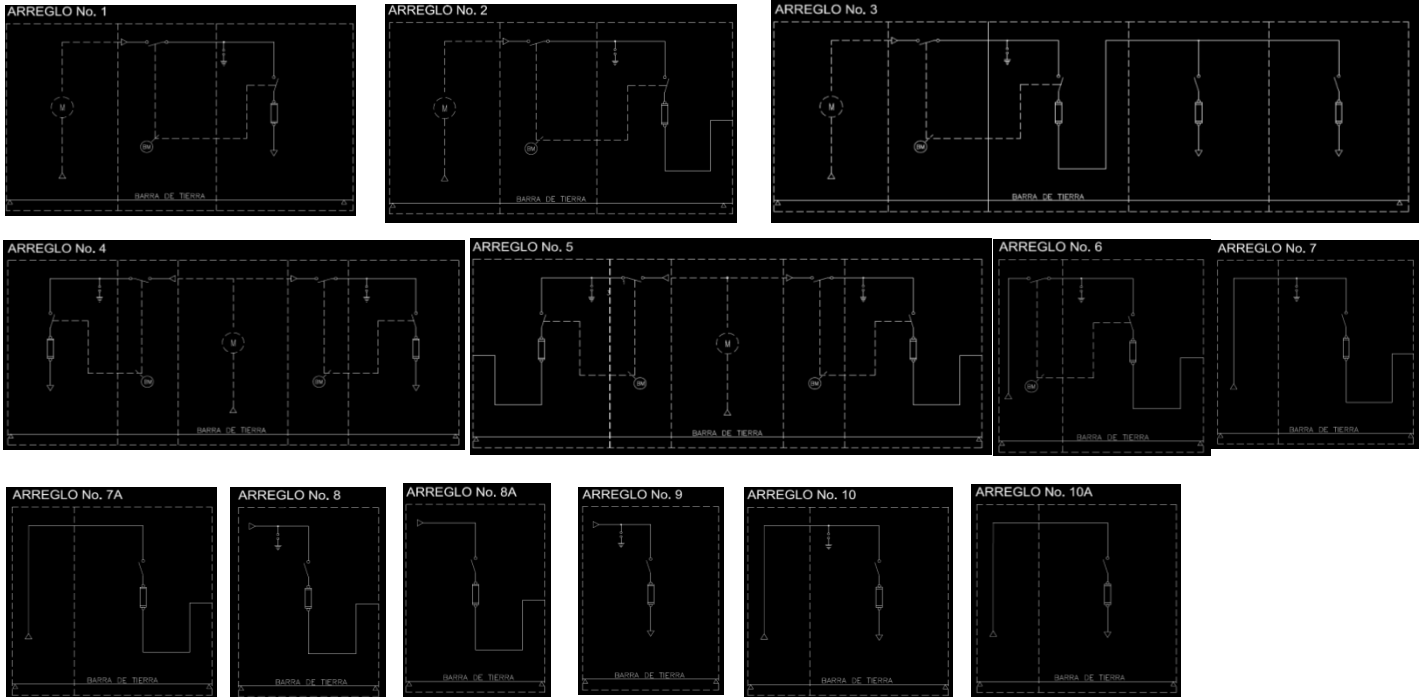 ARREGLO No. 1
M
BM
BARRA DE TIERRA
ARREGLO No. 2
M
BM
BARRA DE TIERRA
ARREGLO No. 3
M
BM
BARRA DE TIERRA
ARREGLO No. 4
M
BM
BM
BARRA DE TIERRA
ARREGLO No. 5
M
BM
BM
BARRA DE TIERRA
ARREGLO No. 6
BM
BARRA DE TIERRA
ARREGLO No. 7
BARRA DE TIERRA
ARREGLO No. 7A
BARRA DE TIERRA
ARREGLO No. 8
BARRA DE TIERRA
ARREGLO No. 8A
BARRA DE TIERRA
ARREGLO No. 9
BARRA DE TIERRA
ARREGLO No. 10
BARRA DE TIERRA
ARREGLO No. 10A
BARRA DE TIERRA